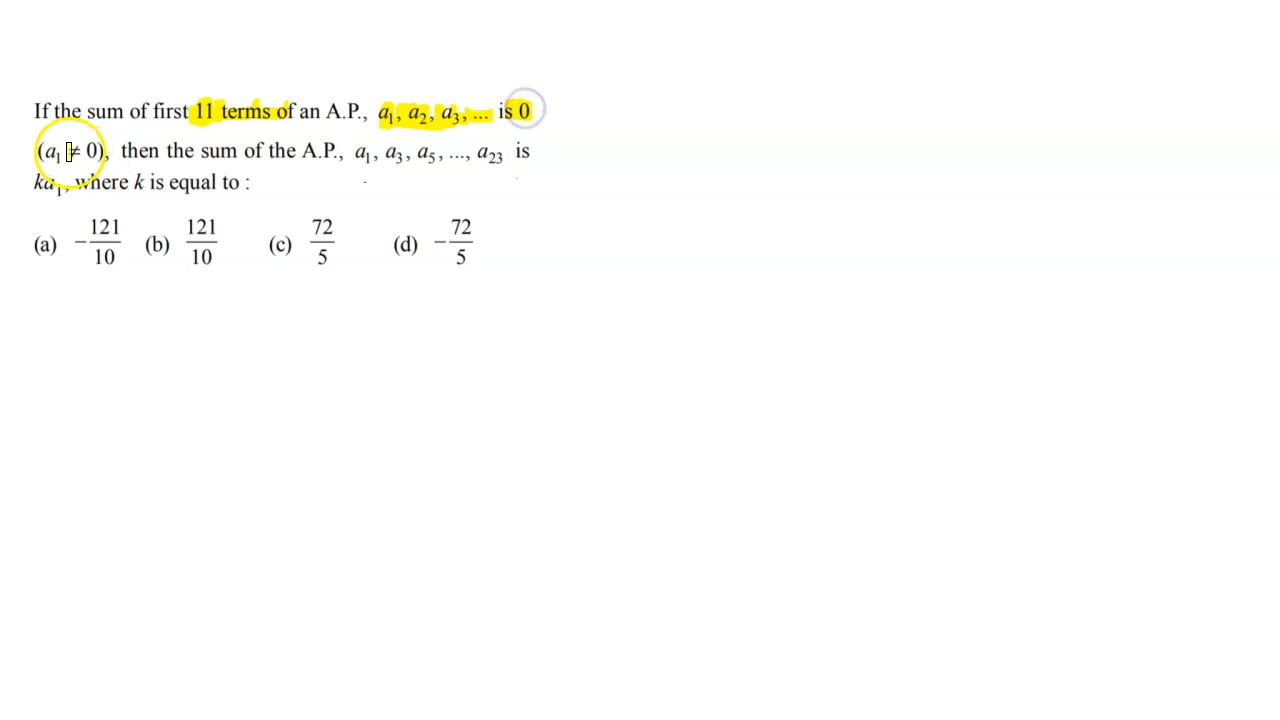 If the sum of first 11 terms of an A.P., a₁, a₂, a₃, ... is 0
(a₁ ≠ 0), then the sum of the A.P., a₁, a₃, a₅, ..., a₂₃ is
ka₁, where k is equal to :
(a) −121/10 (b) 121/10 (c) 72/5 (d) −72/5